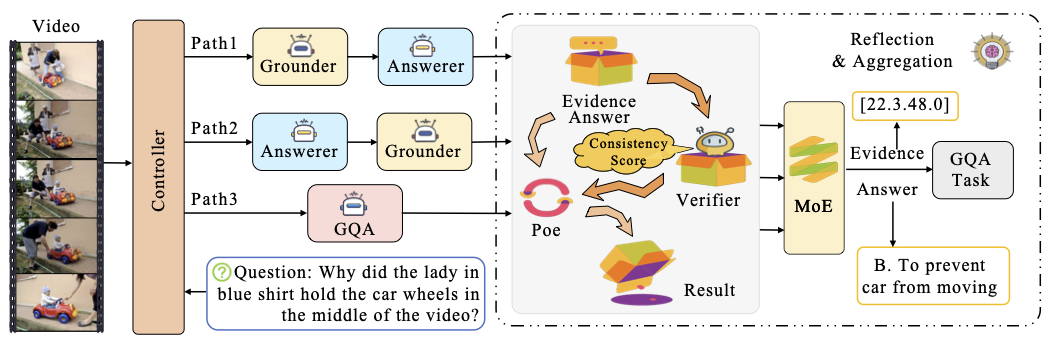 Video
Controller
Path1
Grounder
Answerer
Path2
Answerer
Grounder
Path3
GQA
Question: Why did the lady in
blue shirt hold the car wheels in
the middle of the video?
Reflection
& Aggregation
Evidence
Answer
Consistency
Score
Verifier
Poe
Result
MoE
[22.3.48.0]
Evidence
Answer
GQA
Task
B. To prevent
car from moving